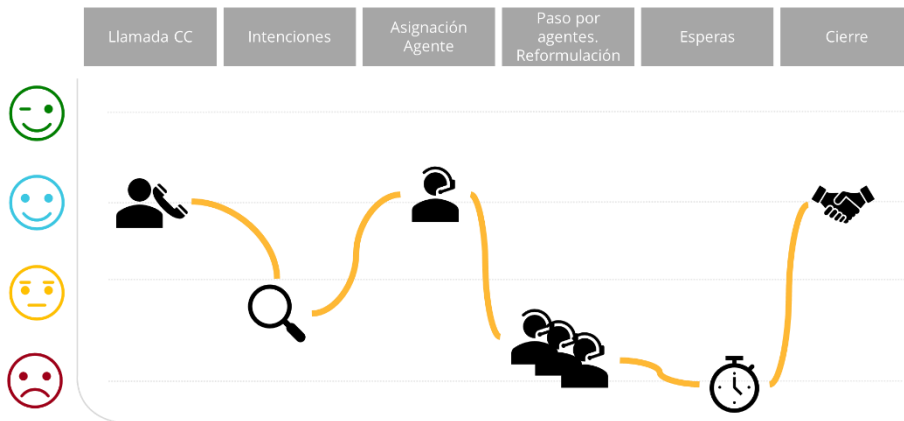 Llamada CC
Intenciones
Asignación
Agente
Paso por
agentes.
Reformulación
Esperas
Cierre